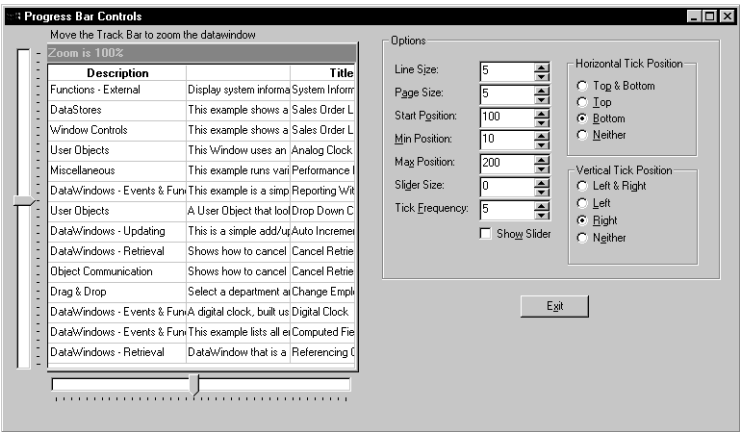 Progress Bar Controls
Move the Track Bar to zoom the datawindow
Zoom is 100%
Description Title
Functions - External Display system informa System Inform
DataStores This example shows a Sales Order L
Window Controls This example shows a Sales Order L
User Objects This Window uses an Analog Clock
Miscellaneous This example runs vari Performance
DataWindows - Events & Fun This example is a simp Reporting Wit
User Objects A User Object that lool Drop Down C
DataWindows - Updating This is a simple add/up Auto Incremer
DataWindows - Retrieval Shows how to cancel Cancel Retrie
Object Communication Shows how to cancel Cancel Retrie
Drag & Drop Select a department ar Change Empl
DataWindows - Events & Fun A digital clock, built us Digital Clock
DataWindows - Events & Fun This example lists all e Computed Fie
DataWindows - Retrieval DataWindow that is a Referencing
Options
Line Size: 5
Page Size: 5
Start Position: 100
Min Position: 10
Max Position: 200
Slider Size: 0
Tick Frequency: 5
Show Slider
Horizontal Tick Position
Top & Bottom
Top
Bottom
Neither
Vertical Tick Position
Left & Right
Left
Right
Neither
Exit